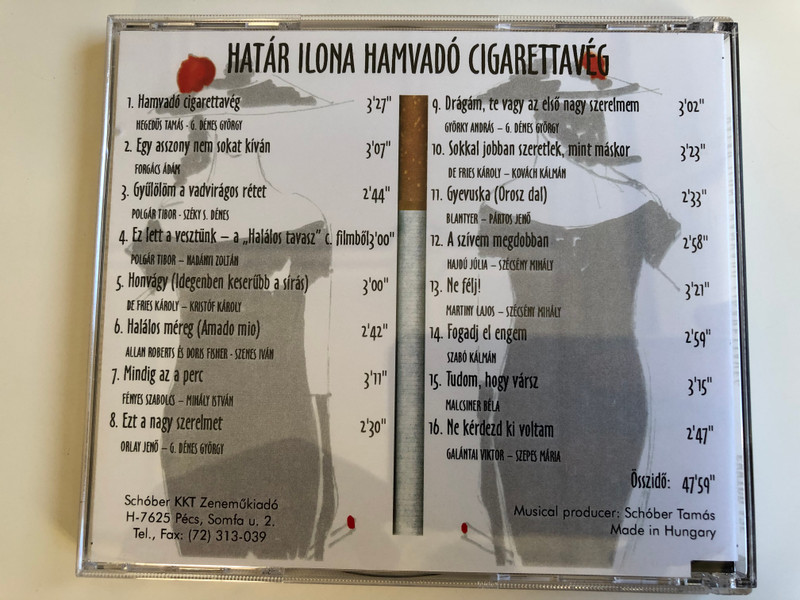 HATÁR ILONA HAMVADÓ CIGARETTAVÉG
1. Hamvadó cigarettavég 3'27"
HEGEDŰS TAMÁS - G. DÉNES GYÖRGY
2. Egy asszony nem sokat kíván 3'07"
FORGÁCS ÁDÁM
3. Gyűlölöm a vadvirágos rétet 2'44"
POLGÁR TIBOR - SZÉKY S. DÉNES
4. Ez lett a vesztünk – a „Halálos tavasz" c. filmből 3'00"
POLGÁR TIBOR – HADÁNYI ZOLTÁN
5. Honvágy (Idegenben keserűbb a sírás) 3'00"
DE FRIES KÁROLY – KRISTÓF KÁROLY
6. Halálos méreg (Amado mio) 2'42"
ALLAN ROBERTS ÉS DORIS FISHER - SZENES IVÁN
7. Mindig az a perc 3'11"
FÉNYES SZABOLCS – MIHÁLY ISTVÁN
8. Ezt a nagy szerelmet 2'30"
ORLAY JENŐ – G. DÉNES GYÖRGY
Schóber KKT Zeneműkiadó
H-7625 Pécs, Somfa u. 2.
Tel., Fax: (72) 313-039
9. Drágám, te vagy az első nagy szerelmem 3'02"
GYÖRKY ANDRÁS – G. DÉNES GYÖRGY
10. Sokkal jobban szeretlek, mint máskor 3'23"
DE FRIES KÁROLY – KOVÁCH KÁLMÁN
11. Gyevuska (Orosz dal) 2'33"
BLANTYER – PÁRTOS JENŐ
12. A szívem megdobban 2'58"
HAJDÚ JÚLIA – SZÉCSÉNY MIHÁLY
13. Ne félj! 3'21"
MARTINY LAJOS – SZÉCSÉNY MIHÁLY
14. Fogadj el engem 2'59"
SZABÓ KÁLMÁN
15. Tudom, hogy vársz 3'15"
MALCSINER BÉLA
16. Ne kérdezd ki voltam 2'47"
GALÁNTAI VIKTOR – SZEPES MÁRIA
Összidő: 47'59"
Musical producer: Schóber Tamás
Made in Hungary